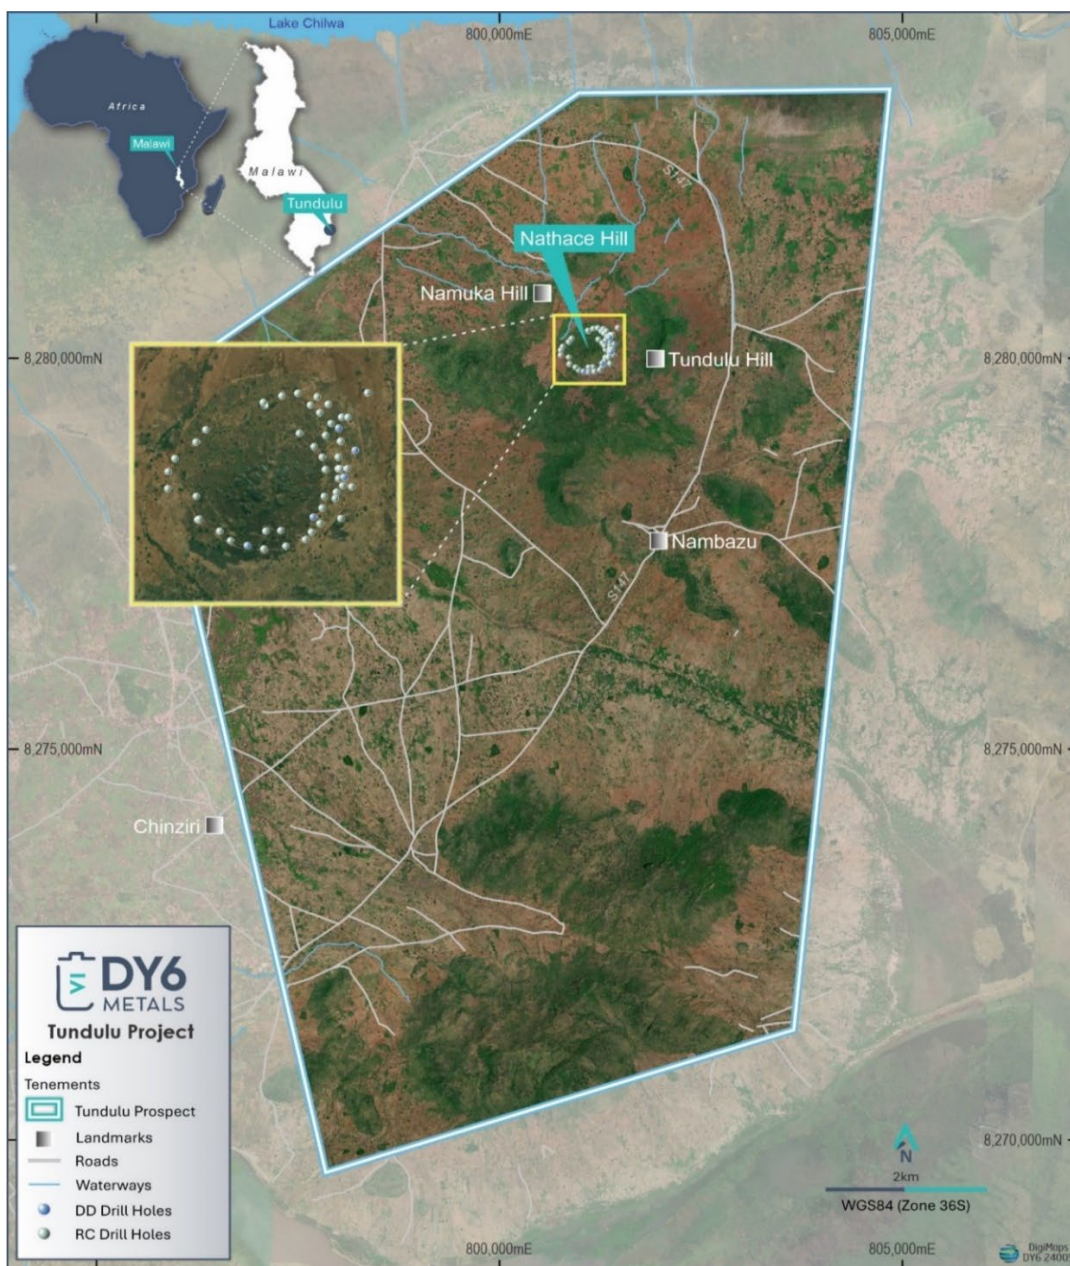 Lake Chilwa
800,000mE
805,000mE
Africa
Malawi
Malawi
Tundulu
S147
Nathace Hill
Namuka Hill
8,280,000mN
Tundulu Hill
8,280,000mN
Nambazu
S147
8,275,000mN
8,275,000mN
Chinziri
DY6
METALS
Tundulu Project
Legend
Tenements
Tundulu Prospect
Landmarks
Roads
Waterways
DD Drill Holes
RC Drill Holes
8,270,000mN
N
2km
WGS84 (Zone 36S)
800,000mE
805,000mE
DigiMaps